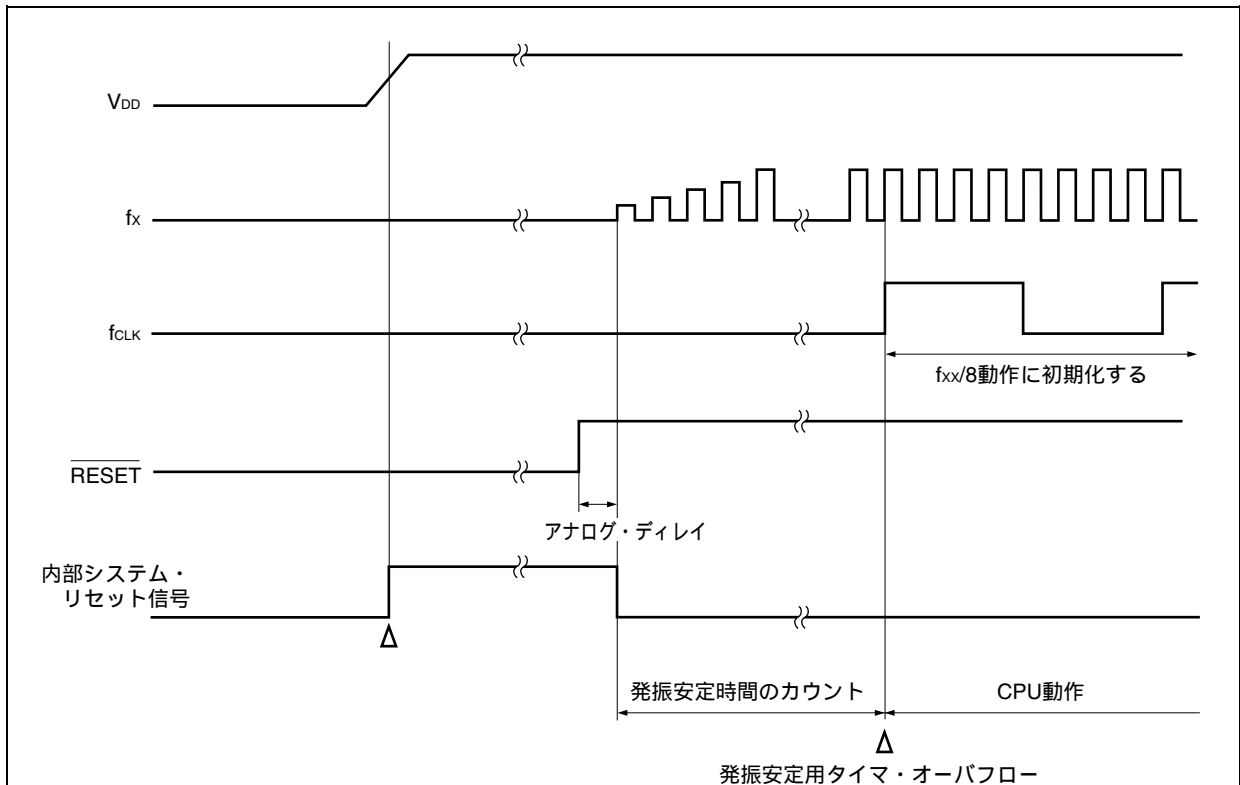 VDD
fX
fCLK
fXX/8動作に初期化する
RESET
アナログ・ディレイ
内部システム・
リセット信号
発振安定時間のカウント
CPU動作
発振安定用タイマ・オーバフロー